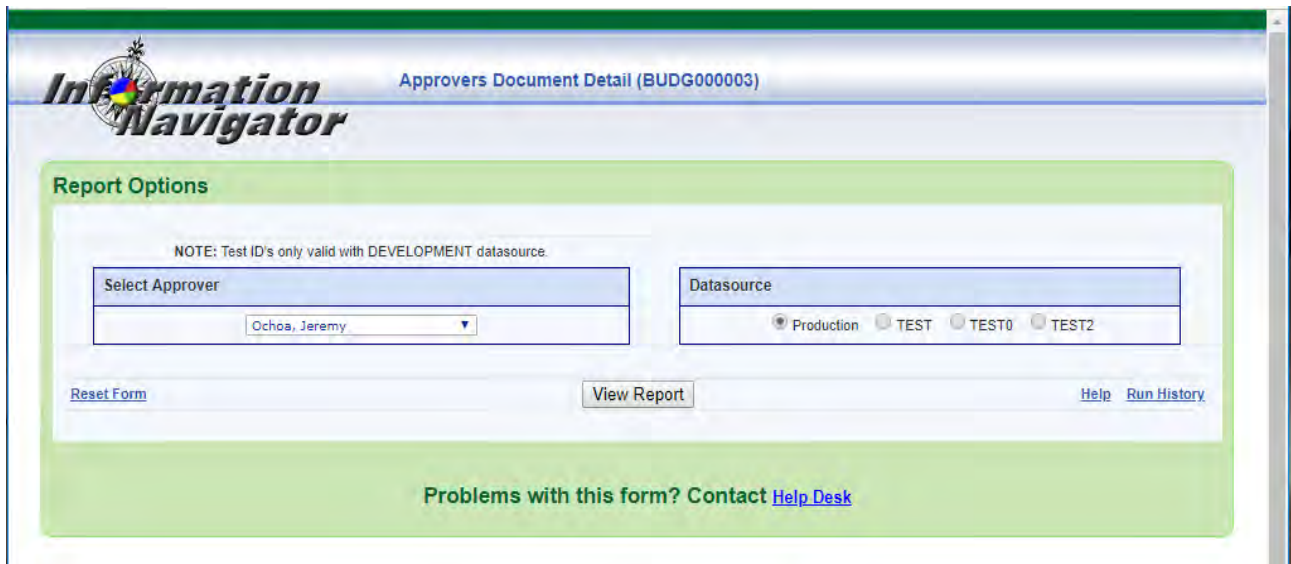 Information
Navigator
Approvers Document Detail (BUDG000003)
Report Options
NOTE: Test ID's only valid with DEVELOPMENT datasource.
Select Approver
Datasource
Ochoa, Jeremy
Production TEST TEST0 TEST2
Reset Form View Report Help Run History
Problems with this form? Contact Help Desk